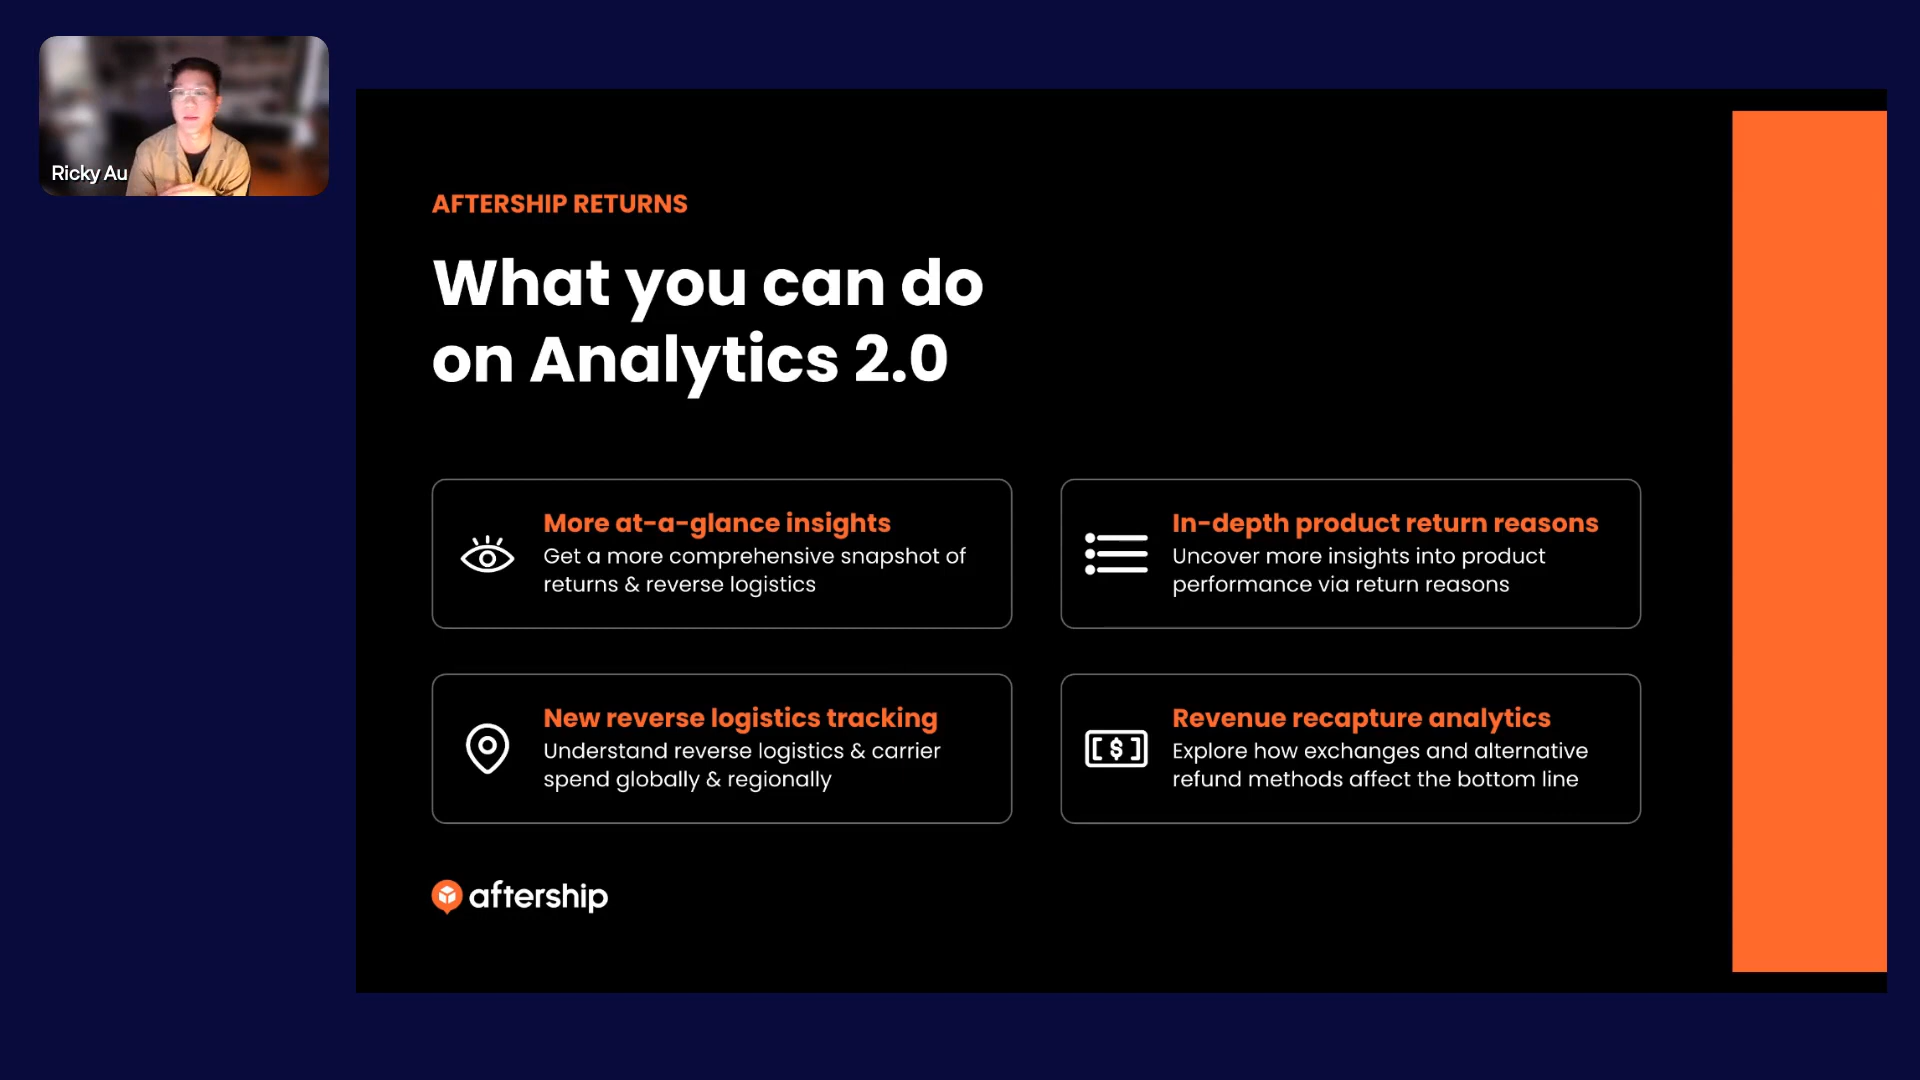 Ricky Au
AFTERSHIP RETURNS
What you can do
on Analytics 2.0
More at-a-glance insights
Get a more comprehensive snapshot of
returns & reverse logistics
In-depth product return reasons
Uncover more insights into product
performance via return reasons
New reverse logistics tracking
Understand reverse logistics & carrier
spend globally & regionally
Revenue recapture analytics
Explore how exchanges and alternative
refund methods affect the bottom line
aftership